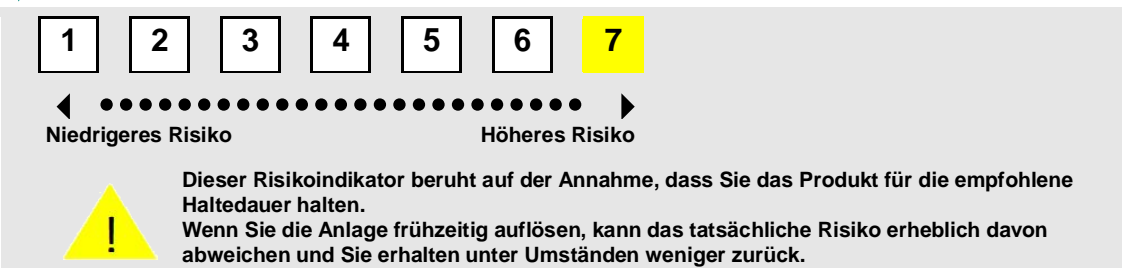 1 2 3 4 5 6 7
Niedrigeres Risiko Höheres Risiko
!
Dieser Risikoindikator beruht auf der Annahme, dass Sie das Produkt für die empfohlene
Haltedauer halten.
Wenn Sie die Anlage frühzeitig auflösen, kann das tatsächliche Risiko erheblich davon
abweichen und Sie erhalten unter Umständen weniger zurück.